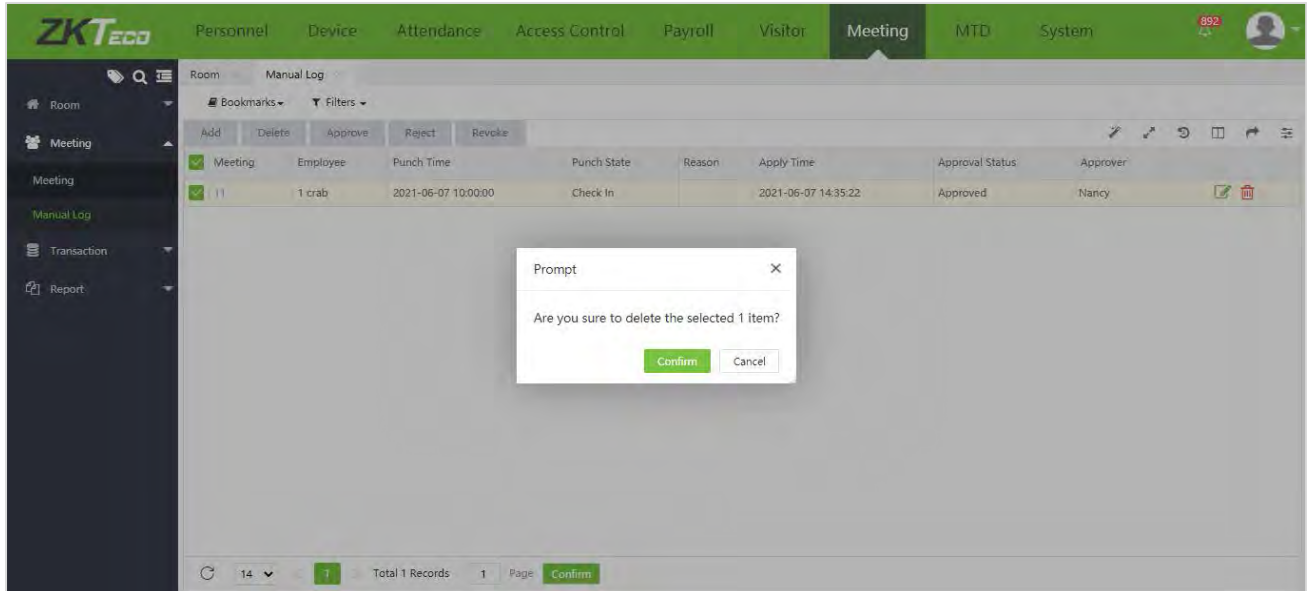 ZKTECO Personnel Device Attendance Access Control Payroll Visitor Meeting MTD System 892
Room Manual Log
Room
Bookmarks Filters
Meeting
Add Delete Approve Reject Revoke
Meeting Employee Punch Time Punch State Reason Apply Time Approval Status Approver
Meeting
1 crab 2021-06-07 10:00:00 Check In 2021-06-07 14:35:22 Approved Nancy
Manual Log
Transaction
Report
Prompt
Are you sure to delete the selected 1 item?
Confirm Cancel
14 1 Total 1 Records 1 Page Confirm